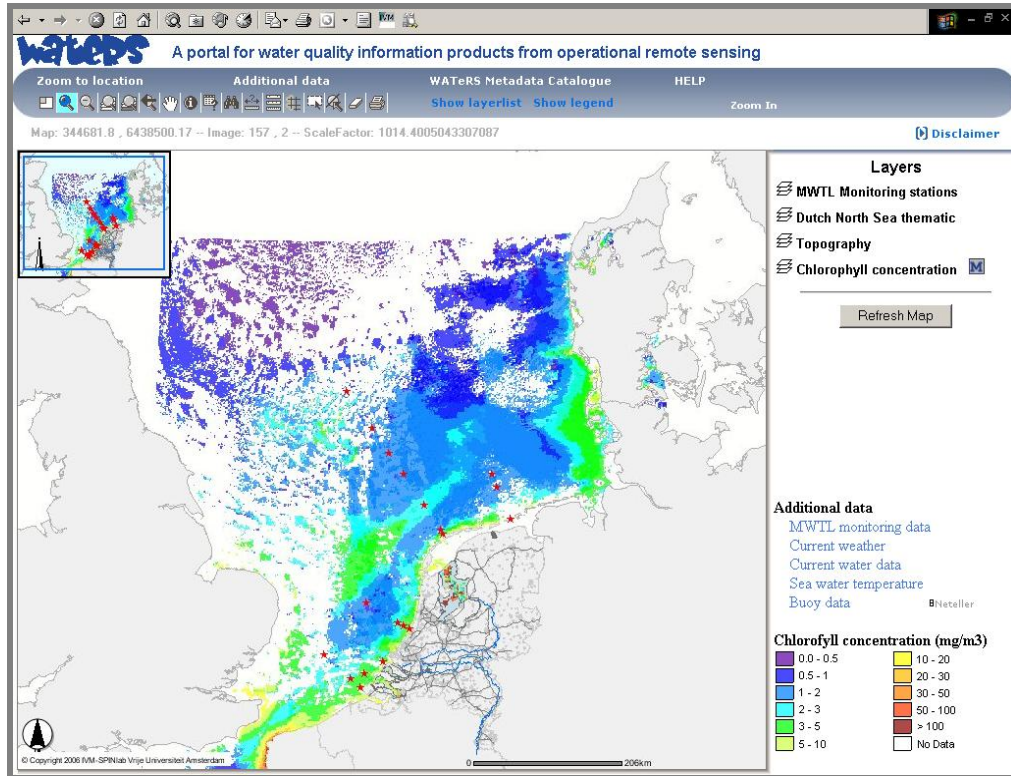 IVM
waters
A portal for water quality information products from operational remote sensing
Zoom to location Additional data WATeRS Metadata Catalogue HELP
Show layerlist Show legend
Zoom In
Map: 344681.8 , 6438500.17 -- Image: 157 , 2 -- ScaleFactor: 1014.4005043307087
Disclaimer
Layers
MWTL Monitoring stations
Dutch North Sea thematic
Topography
Chlorophyll concentration M
Refresh Map
Additional data
MWTL monitoring data
Current weather
Current water data
Sea water temperature
Buoy data
BNeteller
Chlorofyll concentration (mg/m3)
0.0 - 0.5 10 - 20
0.5 - 1 20 - 30
1 - 2 30 - 50
2 - 3 50 - 100
3 - 5 > 100
5 - 10 No Data
© Copyright 2006 IVM-SPINlab Vrije Universiteit Amsterdam
0 206km